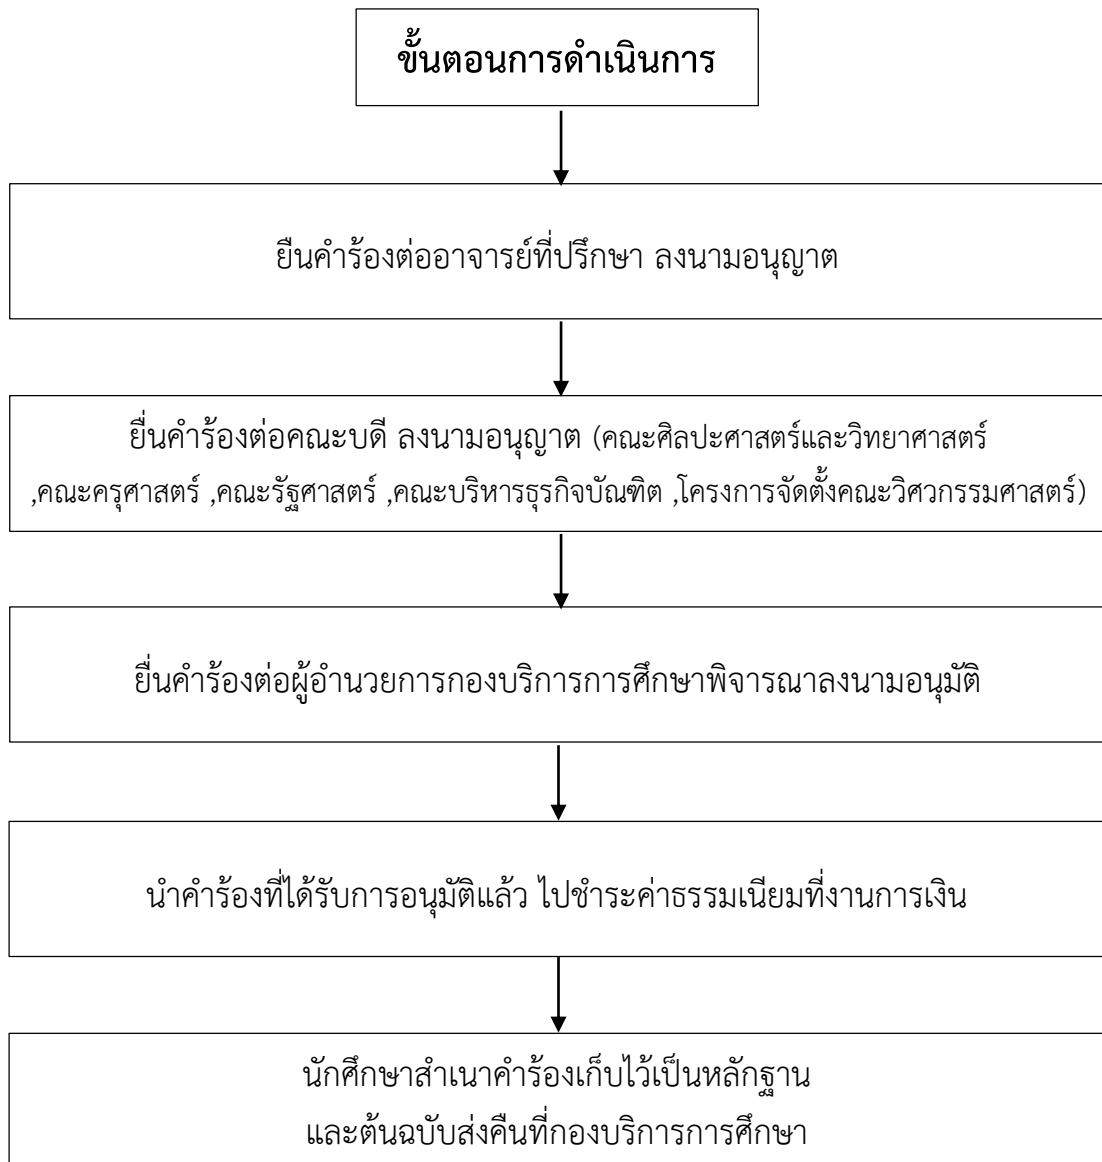 ขั้นตอนการดำเนินการ
ยืนคำร้องต่ออาจารย์ที่ปรึกษา ลงนามอนุญาต
ยื่นคำร้องต่อคณะบดี ลงนามอนุญาต (คณะศิลปะศาสตร์และวิทยาศาสตร์
,คณะครุศาสตร์ ,คณะรัฐศาสตร์ ,คณะบริหารธุรกิจบัณฑิต ,โครงการจัดตั้งคณะวิศวกรรมศาสตร์)
ยื่นคำร้องต่อผู้อำนวยการกองบริการการศึกษาพิจารณาลงนามอนุมัติ
นำคำร้องที่ได้รับการอนุมัติแล้ว ไปชำระค่าธรรมเนียมที่งานการเงิน
นักศึกษาสำเนาคำร้องเก็บไว้เป็นหลักฐาน
และต้นฉบับส่งคืนที่กองบริการการศึกษา